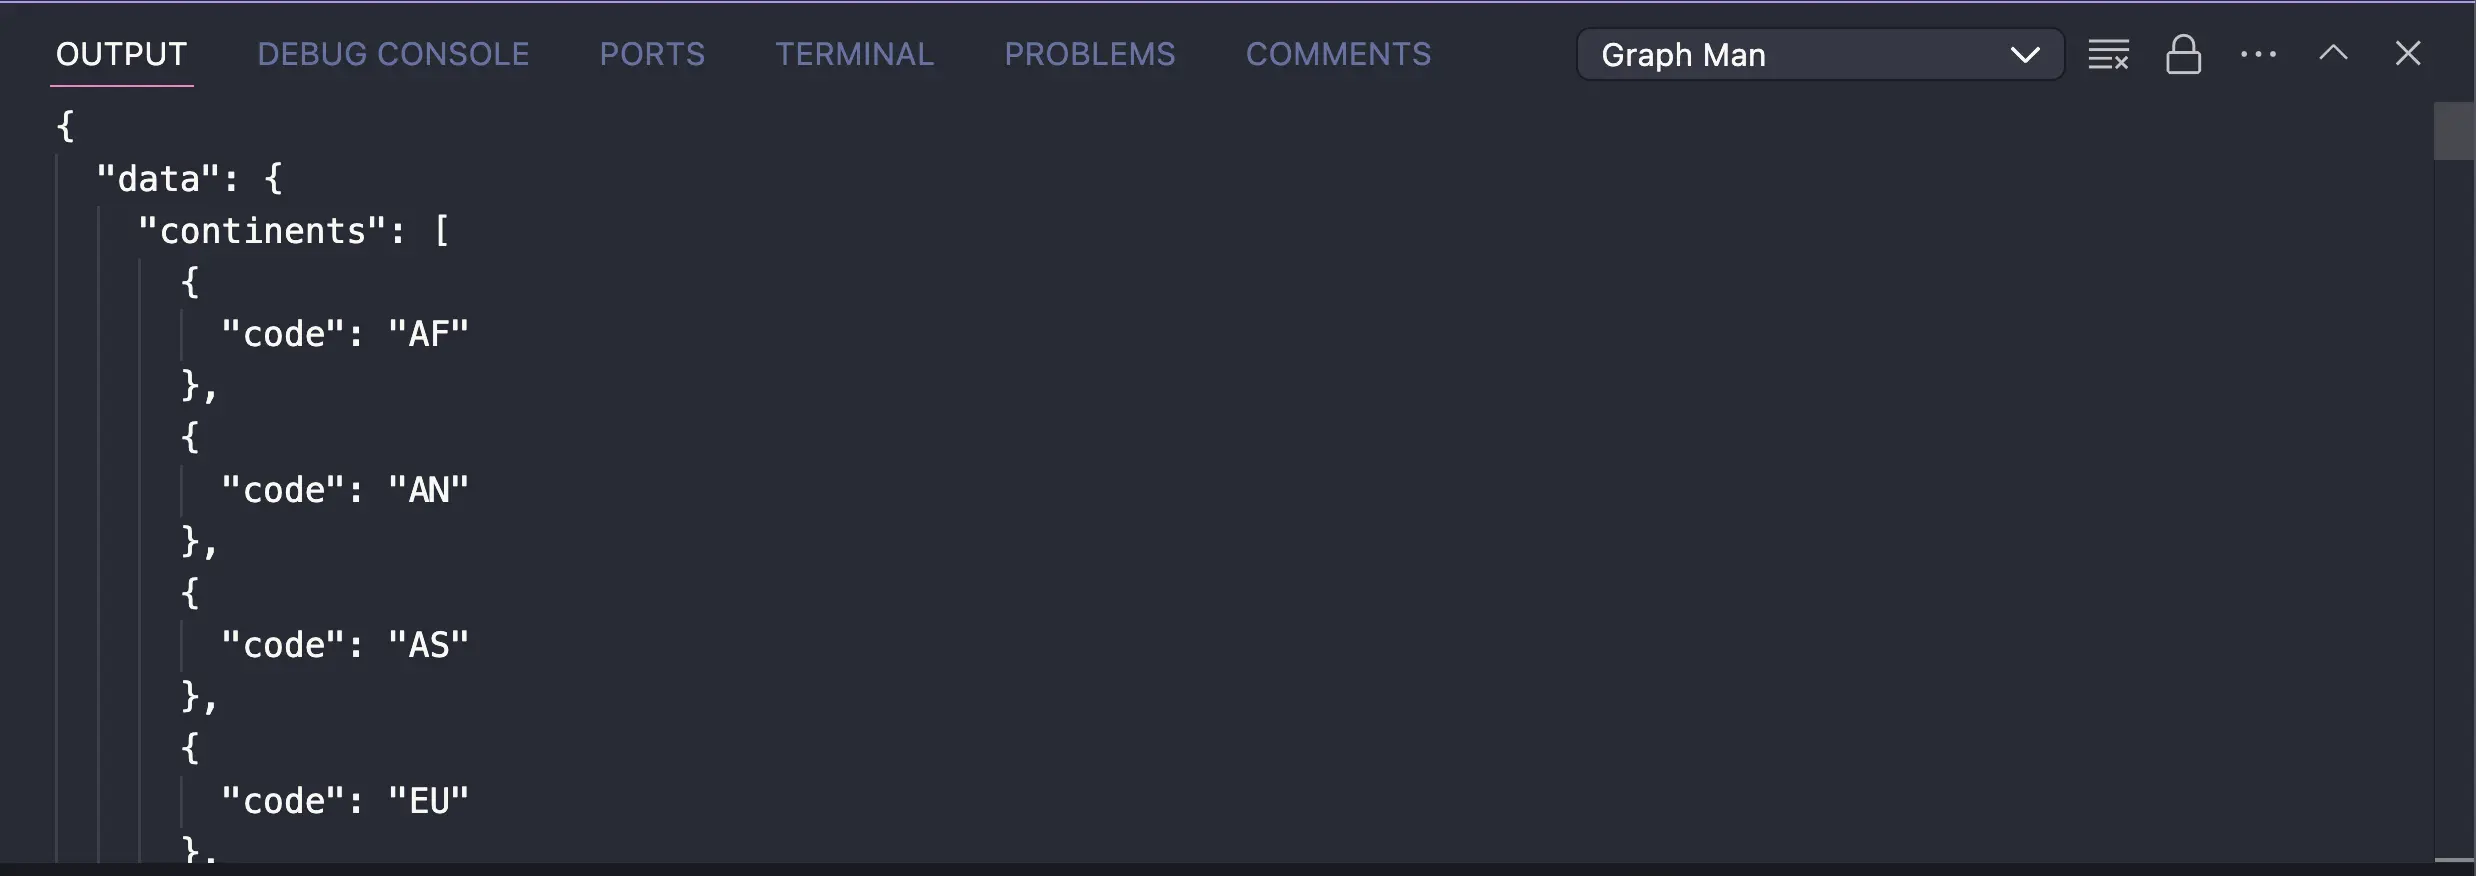 OUTPUT DEBUG CONSOLE PORTS TERMINAL PROBLEMS COMMENTS Graph Man
{
"data": {
"continents": [
{
"code": "AF"
},
{
"code": "AN"
},
{
"code": "AS"
},
{
"code": "EU"
},